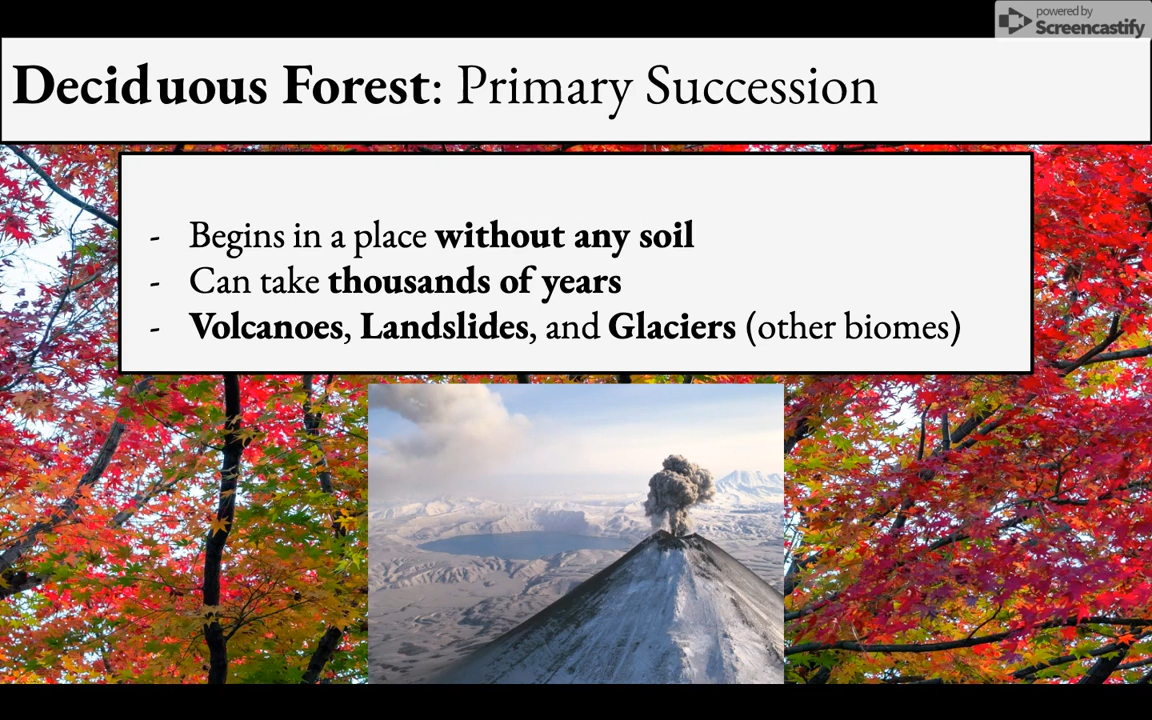 powered by
Screencastify
Deciduous Forest: Primary Succession
- Begins in a place without any soil
- Can take thousands of years
- Volcanoes, Landslides, and Glaciers (other biomes)